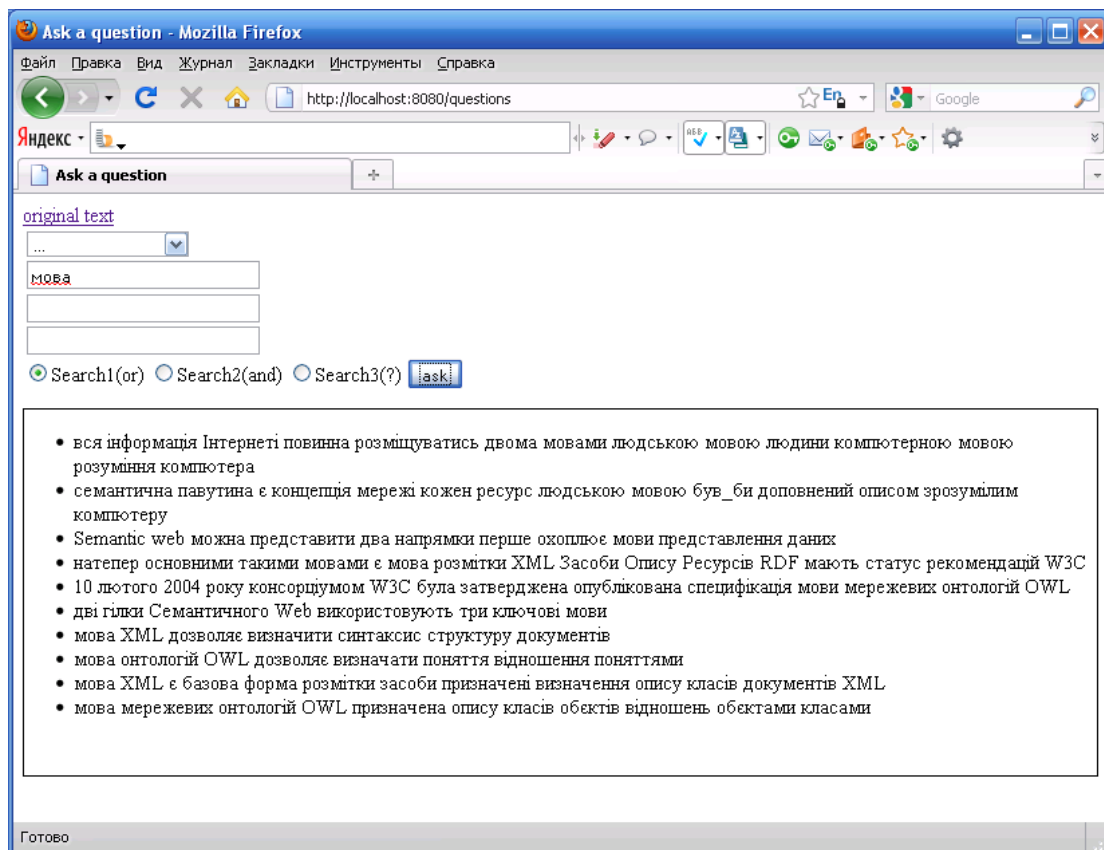 Ask a question - Mozilla Firefox
Файл Правка Вид Журнал Закладки Инструменты Справка
http://localhost:8080/questions
En
Google
Яндекс
Ask a question
original text
...
мова
Search1(or) Search2(and) Search3(?) ask
• вся інформація Інтернеті повинна розміщуватись двома мовами людською мовою людини компютерною мовою
розуміння компютера
• семантична павутина є концепція мережі кожен ресурс людською мовою був_би доповнений описом зрозумілим
компютеру
• Semantic web можна представити два напрямки перше охоплює мови представлення даних
• натепер основними такими мовами є мова розмітки XML Засоби Опису Ресурсів RDF мають статус рекомендацій W3C
• 10 лютого 2004 року консорціумом W3C була затверджена опублікована специфікація мови мережевих онтологій OWL
• дві гілки Семантичного Web використовують три ключові мови
• мова XML дозволяє визначити синтаксис структуру документів
• мова онтологій OWL дозволяє визначати поняття відношення поняттями
• мова XML є базова форма розмітки засоби призначені визначення опису класів документів XML
• мова мережевих онтологій OWL призначена опису класів обєктів відношень обєктами класами
Готово